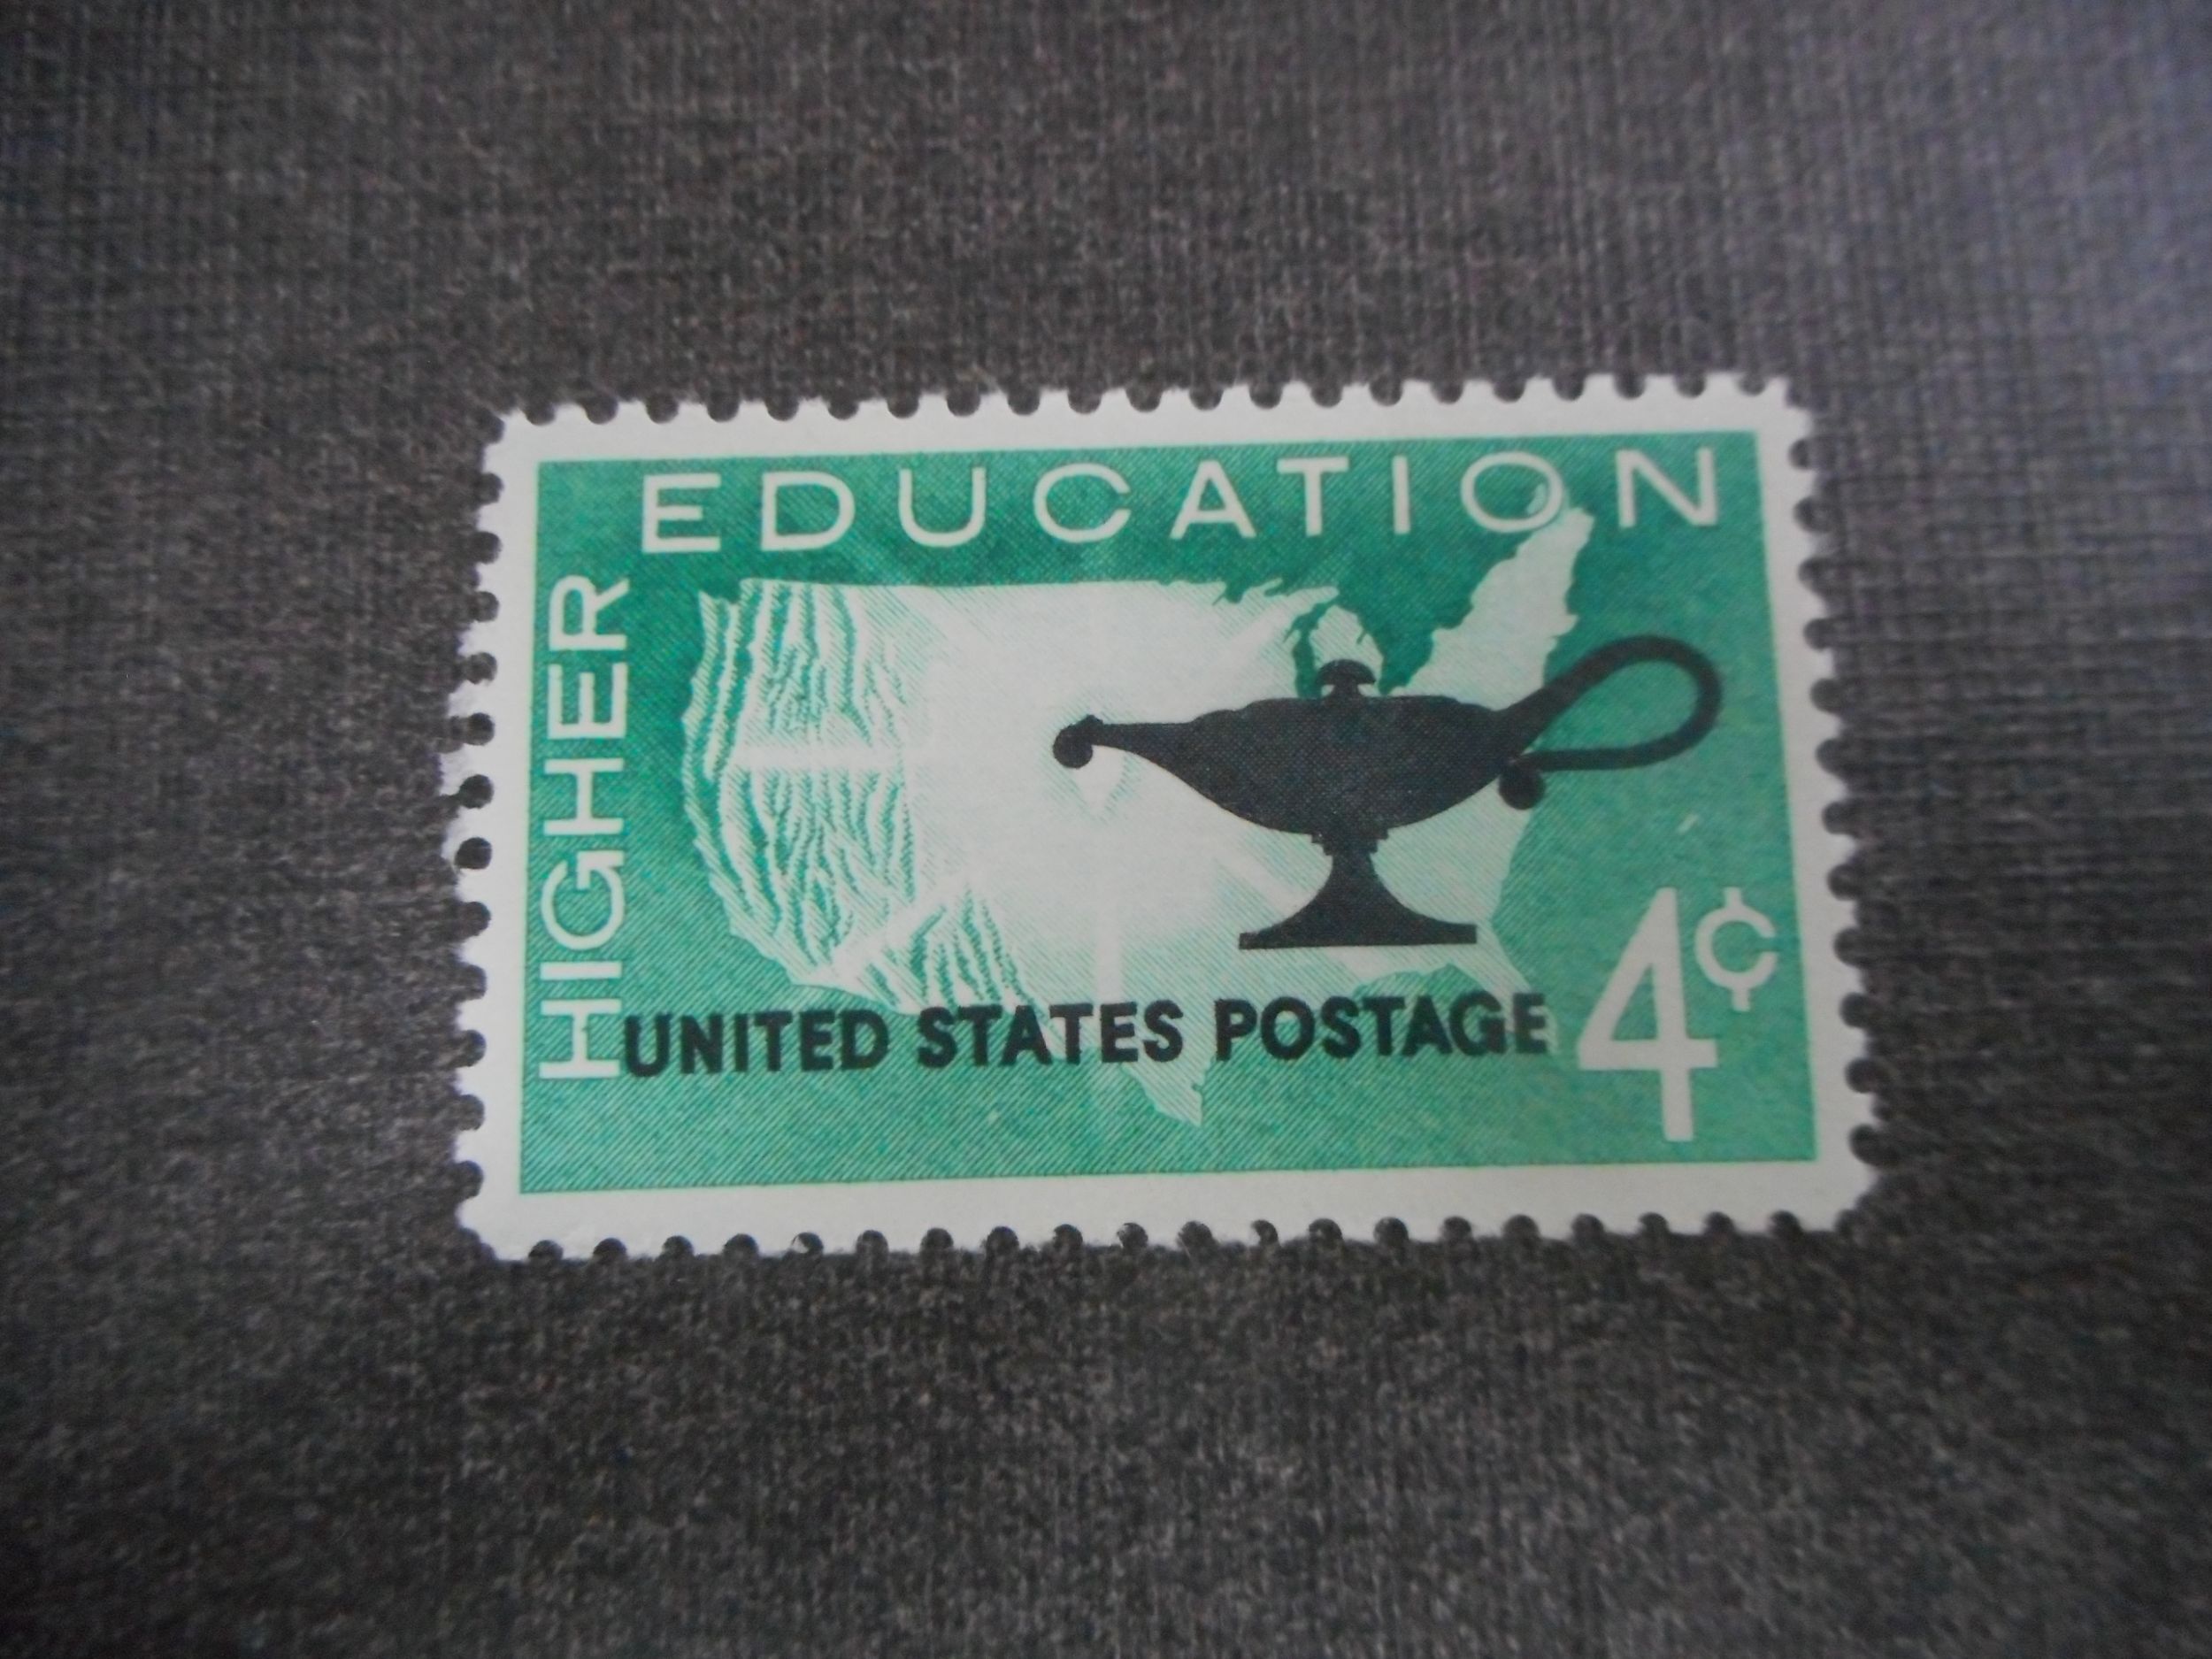 HIGHER
EDUCATION
UNITED STATES POSTAGE
4¢